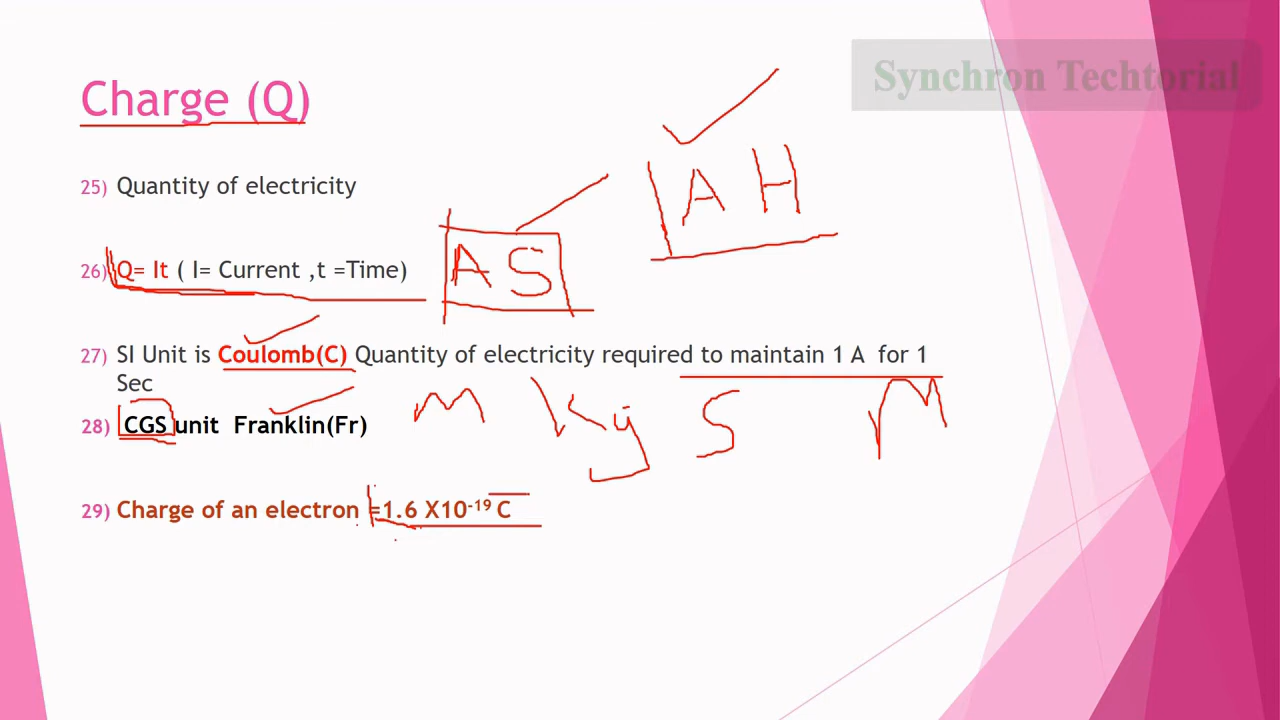 Synchron Techtorial
Charge (Q)
A H
25) Quantity of electricity
26) Q= It ( I= Current ,t =Time)
A S
27) SI Unit is Coulomb(C) Quantity of electricity required to maintain 1 A for 1
Sec
28) CGS unit Franklin(Fr)
m Kg S M
29) Charge of an electron =1.6 X10⁻¹⁹ C